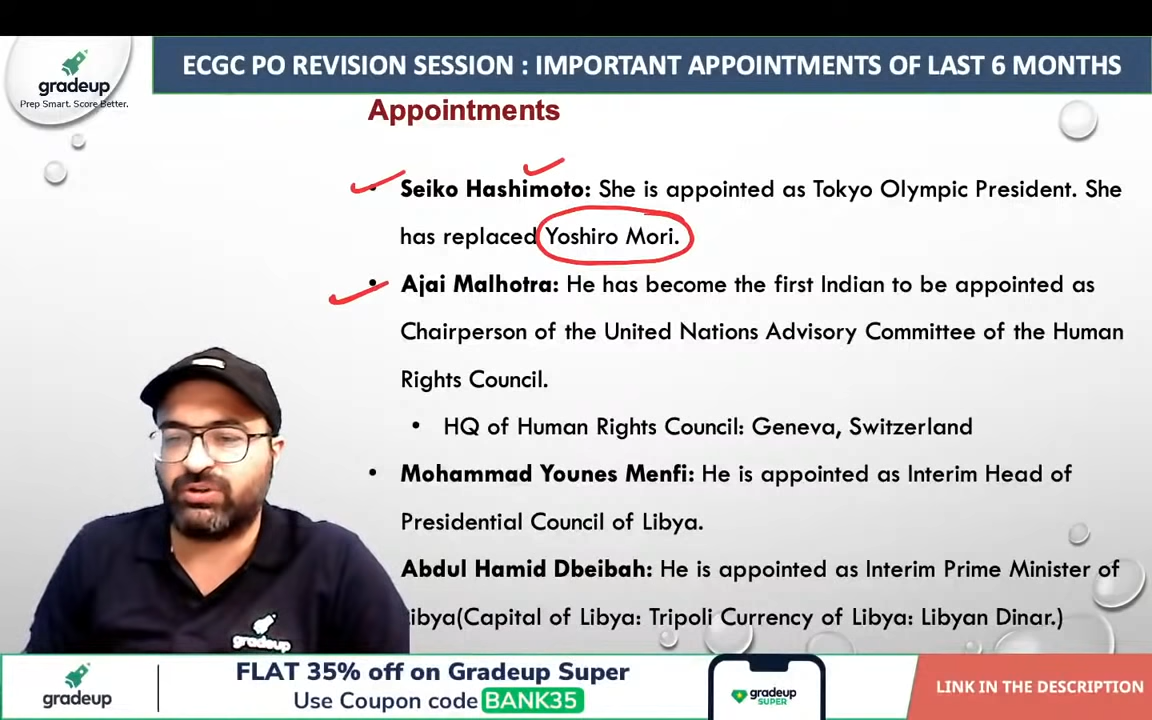 gradeup
Prep Smart. Score Better.
ECGC PO REVISION SESSION : IMPORTANT APPOINTMENTS OF LAST 6 MONTHS
Appointments
• Seiko Hashimoto: She is appointed as Tokyo Olympic President. She
has replaced Yoshiro Mori.
• Ajai Malhotra: He has become the first Indian to be appointed as
Chairperson of the United Nations Advisory Committee of the Human
Rights Council.
• HQ of Human Rights Council: Geneva, Switzerland
• Mohammad Younes Menfi: He is appointed as Interim Head of
Presidential Council of Libya.
Abdul Hamid Dbeibah: He is appointed as Interim Prime Minister of
Libya(Capital of Libya: Tripoli Currency of Libya: Libyan Dinar.)
gradeup
gradeup
FLAT 35% off on Gradeup Super
Use Coupon code BANK35
gradeup
SUPER
LINK IN THE DESCRIPTION